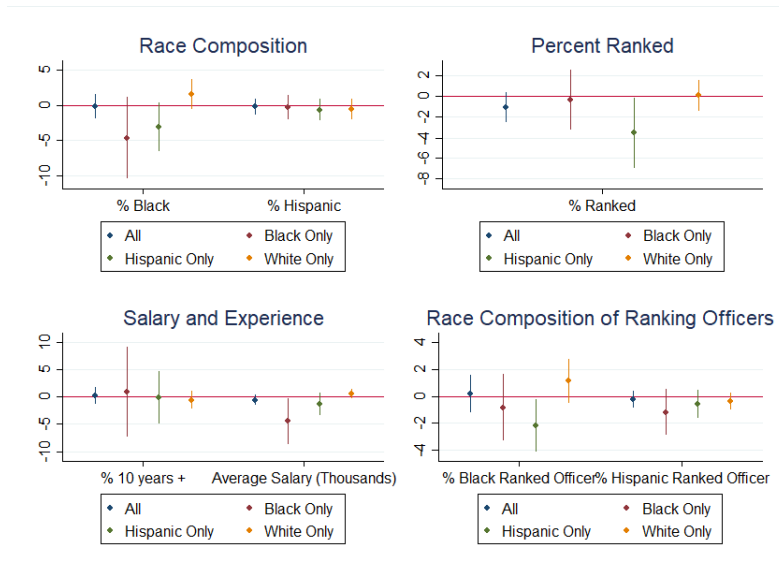 Race Composition
5
0
-5
-10
% Black
% Hispanic
All
Black Only
Hispanic Only
White Only
Percent Ranked
2
0
-2
-4
-6
-8
% Ranked
All
Black Only
Hispanic Only
White Only
Salary and Experience
10
5
0
-5
-10
% 10 years +
Average Salary (Thousands)
All
Black Only
Hispanic Only
White Only
Race Composition of Ranking Officers
4
2
0
-2
-4
% Black Ranked Officer
% Hispanic Ranked Officer
All
Black Only
Hispanic Only
White Only